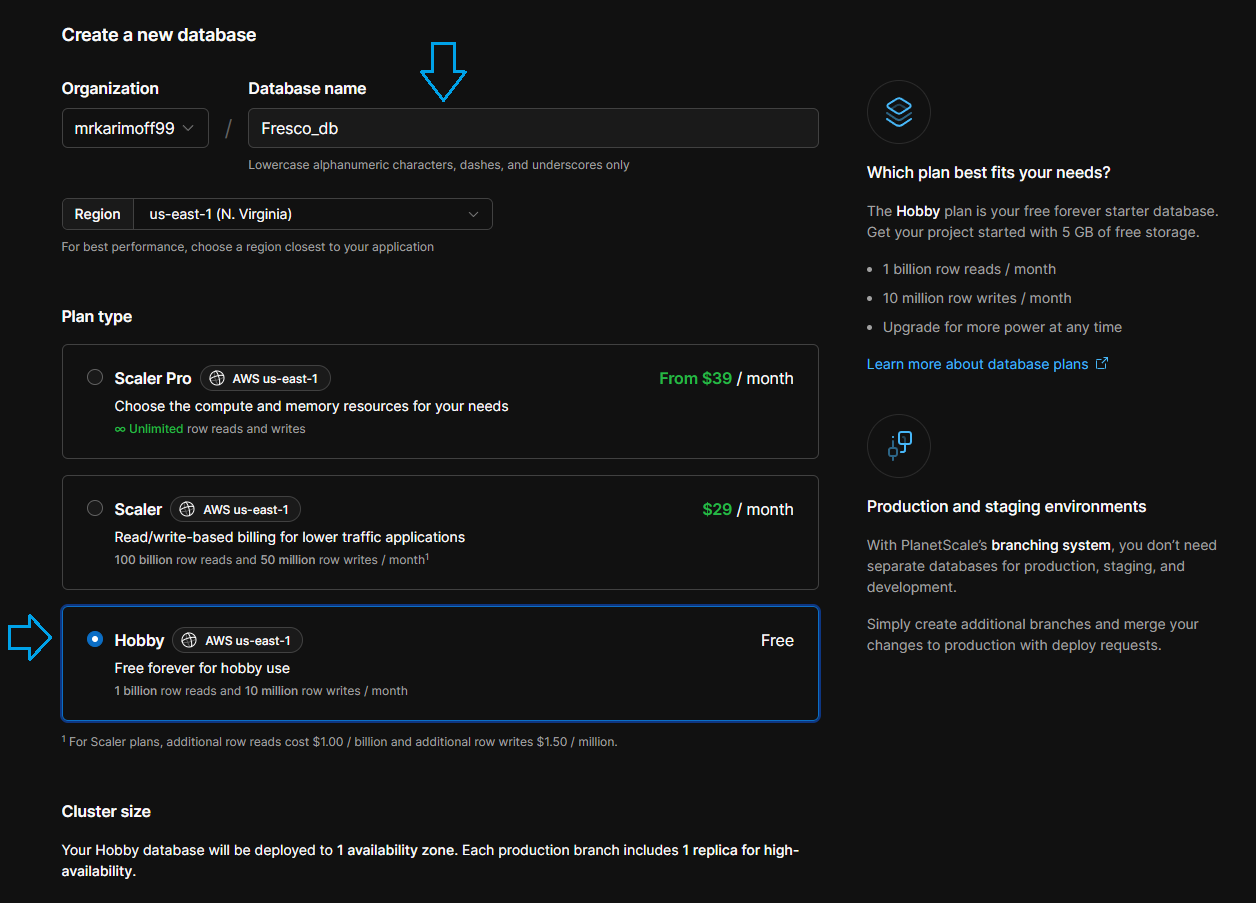 Create a new database
Organization
Database name
mrkarimoff99
/
Fresco_db
Lowercase alphanumeric characters, dashes, and underscores only
Region
us-east-1 (N. Virginia)
For best performance, choose a region closest to your application
Plan type
Scaler Pro AWS us-east-1 From $39 / month
Choose the compute and memory resources for your needs
∞ Unlimited row reads and writes
Scaler AWS us-east-1 $29 / month
Read/write-based billing for lower traffic applications
100 billion row reads and 50 million row writes / month¹
Hobby AWS us-east-1 Free
Free forever for hobby use
1 billion row reads and 10 million row writes / month
¹ For Scaler plans, additional row reads cost $1.00 / billion and additional row writes $1.50 / million.
Cluster size
Your Hobby database will be deployed to 1 availability zone. Each production branch includes 1 replica for high-
availability.
Which plan best fits your needs?
The Hobby plan is your free forever starter database.
Get your project started with 5 GB of free storage.
• 1 billion row reads / month
• 10 million row writes / month
• Upgrade for more power at any time
Learn more about database plans
Production and staging environments
With PlanetScale’s branching system, you don’t need
separate databases for production, staging, and
development.
Simply create additional branches and merge your
changes to production with deploy requests.